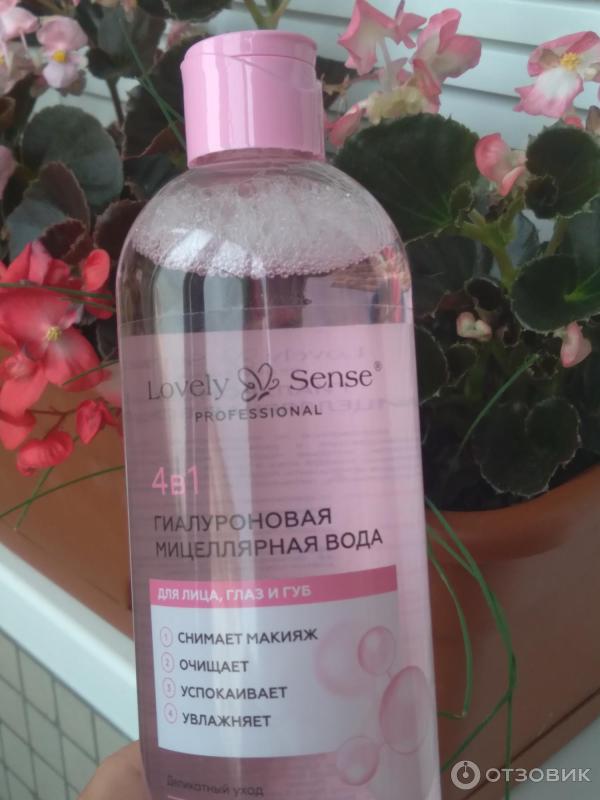 Lovely Sense®
PROFESSIONAL
4в1
ГИАЛУРОНОВАЯ
МИЦЕЛЛЯРНАЯ ВОДА
ДЛЯ ЛИЦА, ГЛАЗ И ГУБ
1 СНИМАЕТ МАКИЯЖ
2 ОЧИЩАЕТ
3 УСПОКАИВАЕТ
4 УВЛАЖНЯЕТ
Деликатный уход
ОТЗОВИК